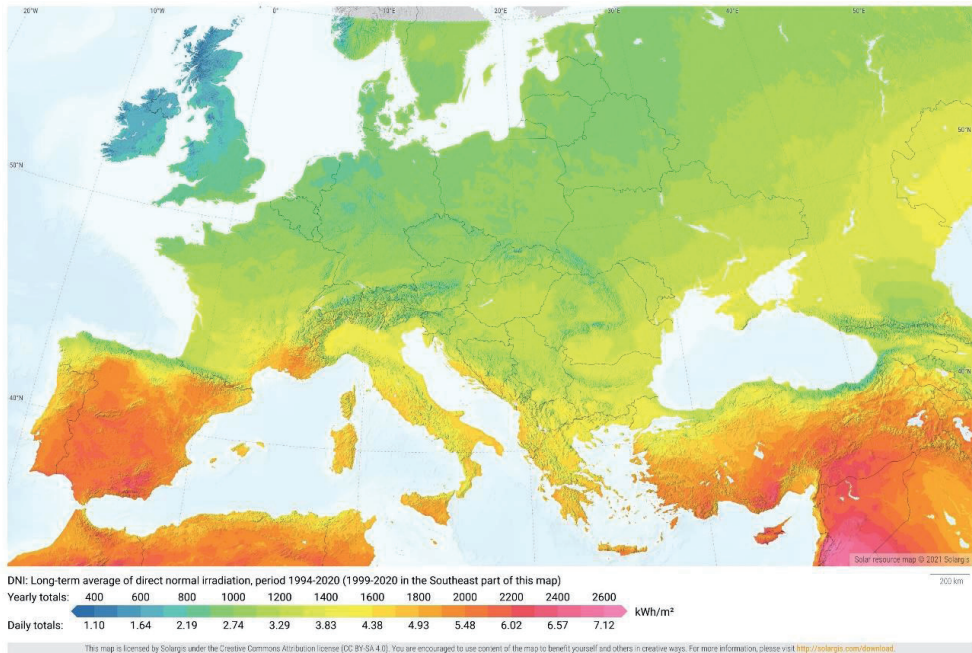 20°W 10°W 0°E 10°E 20°E 30°E 40°E 50°E
50°N
50°N
40°N
40°N
Solar resource map © 2021 Solargis
200 km
DNI: Long-term average of direct normal irradiation, period 1994-2020 (1999-2020 in the Southeast part of this map)
Yearly totals: 400 600 800 1000 1200 1400 1600 1800 2000 2200 2400 2600
kWh/m²
Daily totals: 1.10 1.64 2.19 2.74 3.29 3.83 4.38 4.93 5.48 6.02 6.57 7.12
This map is licensed by Solargis under the Creative Commons Attribution license (CC BY-SA 4.0). You are encouraged to use content of the map to benefit yourself and others in creative ways. For more information, please visit http://solargis.com/download.